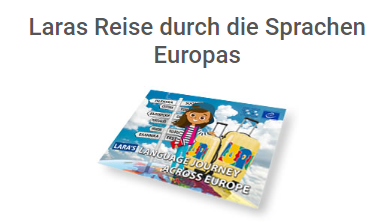 Laras Reise durch die Sprachen
Europas
LARA'S LANGUAGE JOURNEY
ACROSS EUROPE